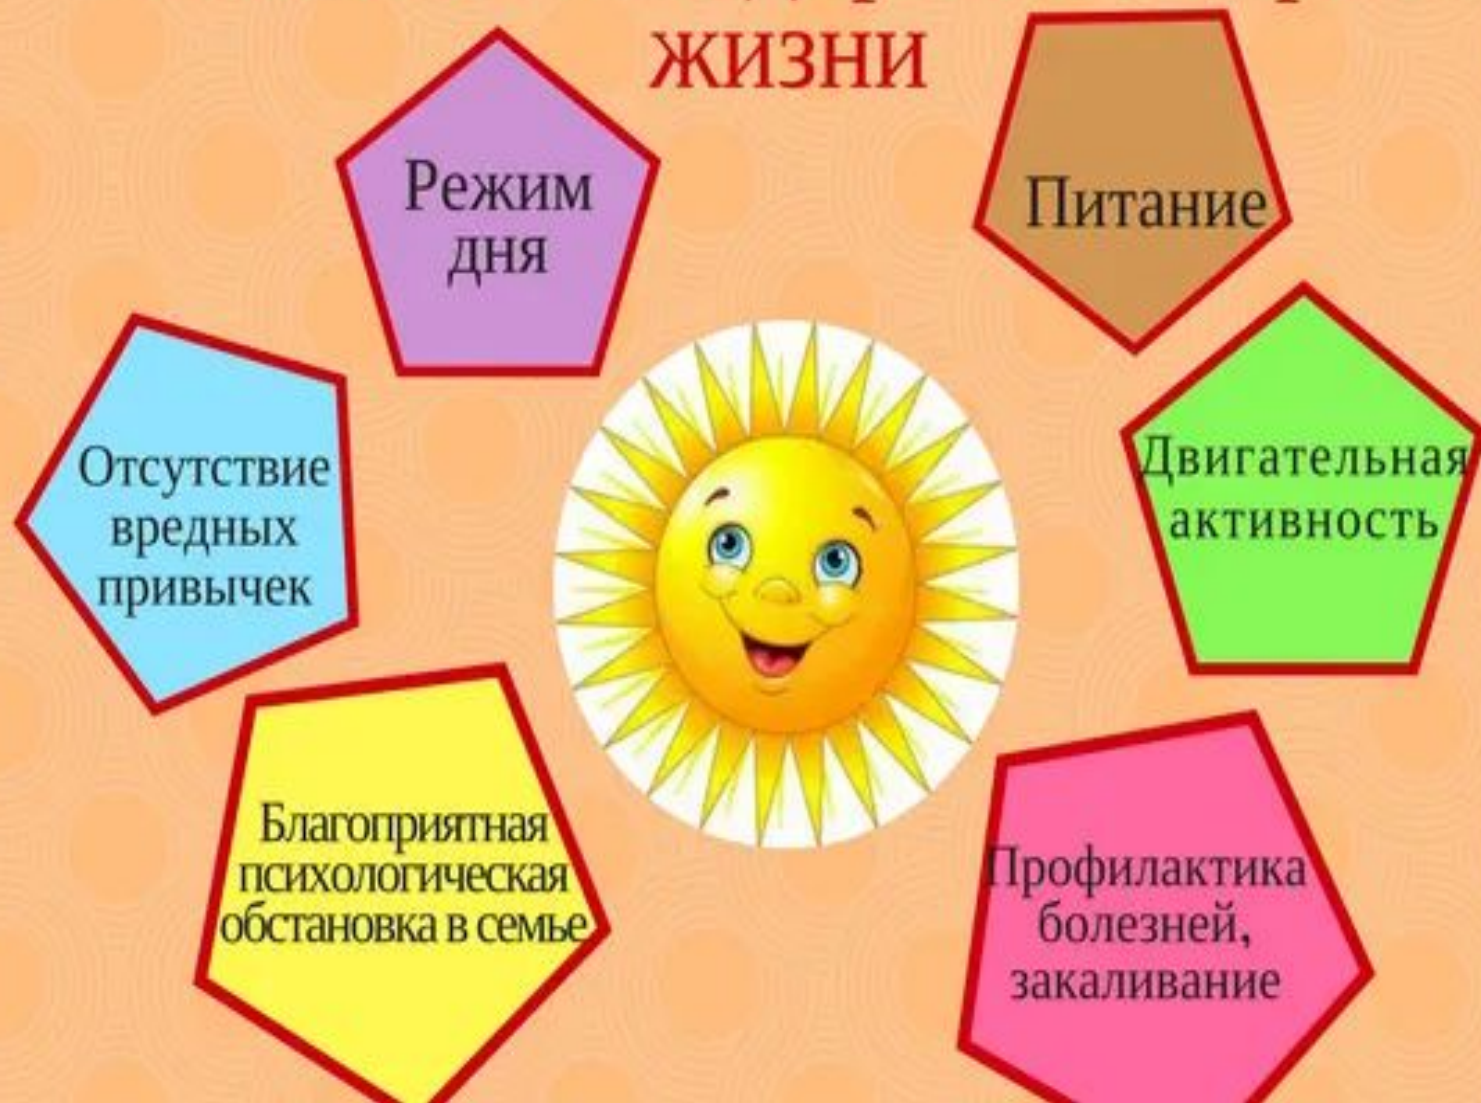 жизни
Режим
дня
Питание
Отсутствие
вредных
привычек
Двигательная
активность
Благоприятная
психологическая
обстановка в семье
Профилактика
болезней,
закаливание